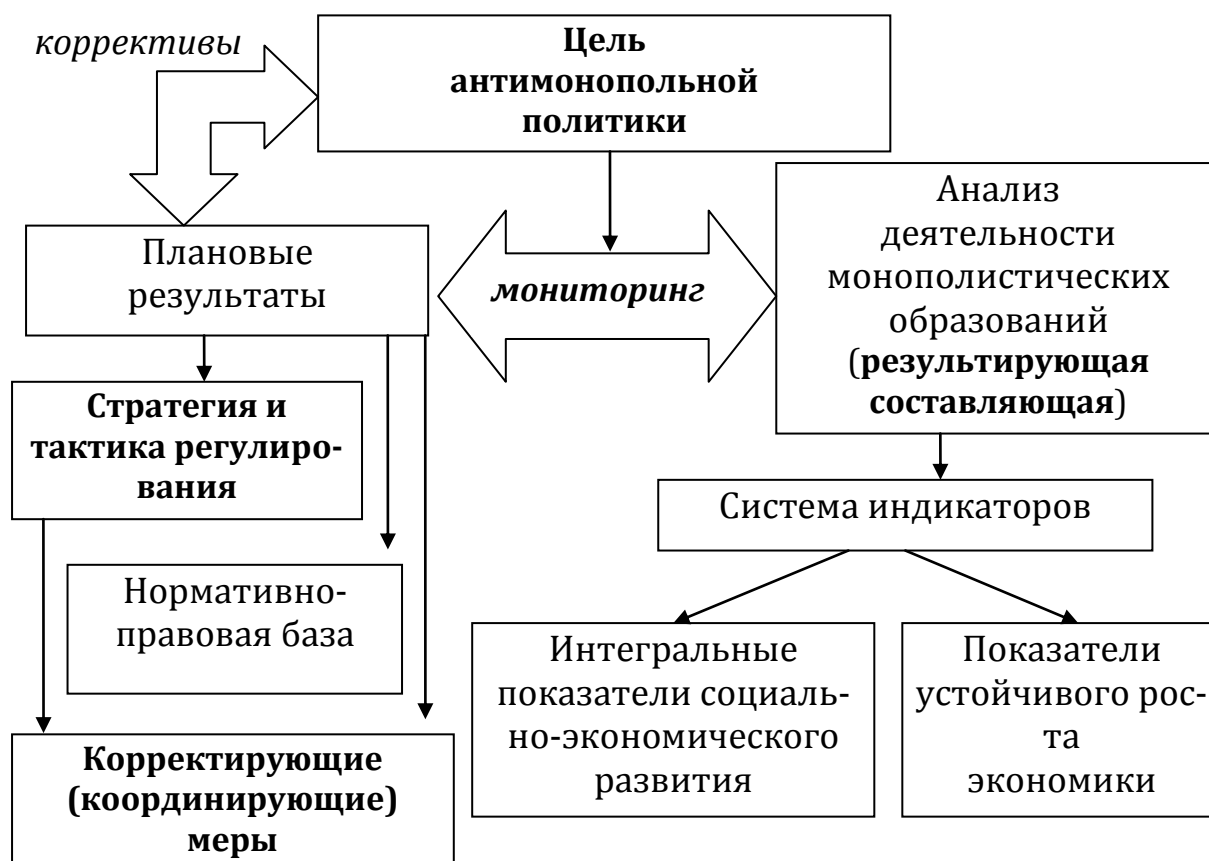 коррективы
Цель
антимонопольной
политики
Плановые
результаты
мониторинг
Анализ
деятельности
монополистических
образований
(результирующая
составляющая)
Стратегия и
тактика регулиро-
вания
Система индикаторов
Нормативно-
правовая база
Интегральные
показатели социаль-
но-экономического
развития
Показатели
устойчивого рос-
та
экономики
Корректирующие
(координирующие)
меры